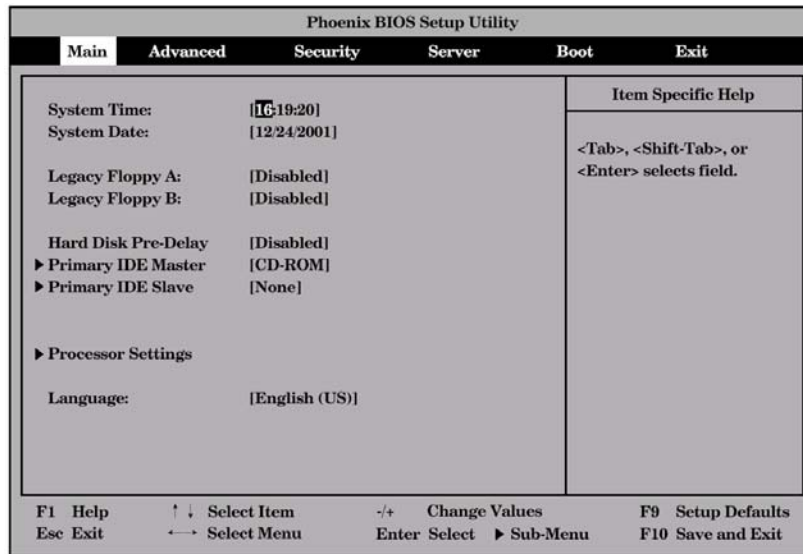 Phoenix BIOS Setup Utility
Main Advanced Security Server Boot Exit
System Time: [16:19:20]
System Date: [12/24/2001]
Legacy Floppy A: [Disabled]
Legacy Floppy B: [Disabled]
Hard Disk Pre-Delay [Disabled]
▶ Primary IDE Master [CD-ROM]
▶ Primary IDE Slave [None]
▶ Processor Settings
Language: [English (US)]
Item Specific Help
<Tab>, <Shift-Tab>, or
<Enter> selects field.
F1 Help ↑ ↓ Select Item -/+ Change Values F9 Setup Defaults
Esc Exit ←→ Select Menu Enter Select ▶ Sub-Menu F10 Save and Exit